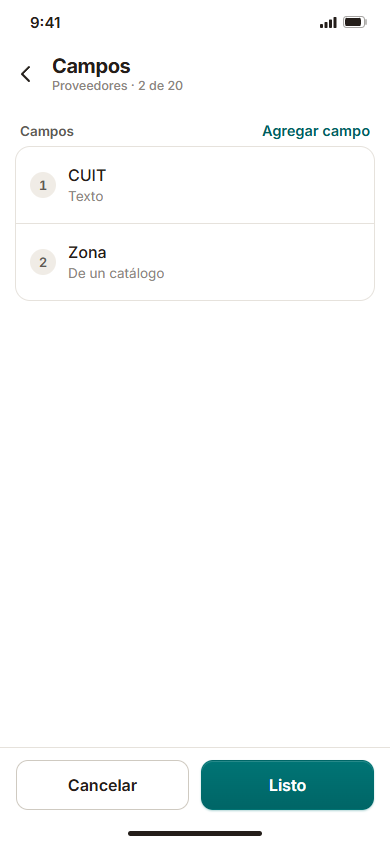 9:41
Campos
Proveedores · 2 de 20
Campos
Agregar campo
1
CUIT
Texto
2
Zona
De un catálogo
Cancelar
Listo